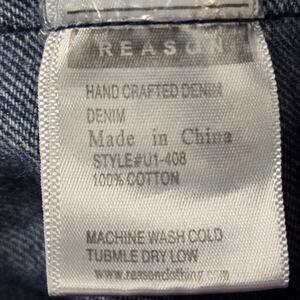 REASON
HAND CRAFTED DENIM
DENIM
Made in China
STYLE#U1-408
100% COTTON
MACHINE WASH COLD
TUBMLE DRY LOW
www.reasonclothing.com